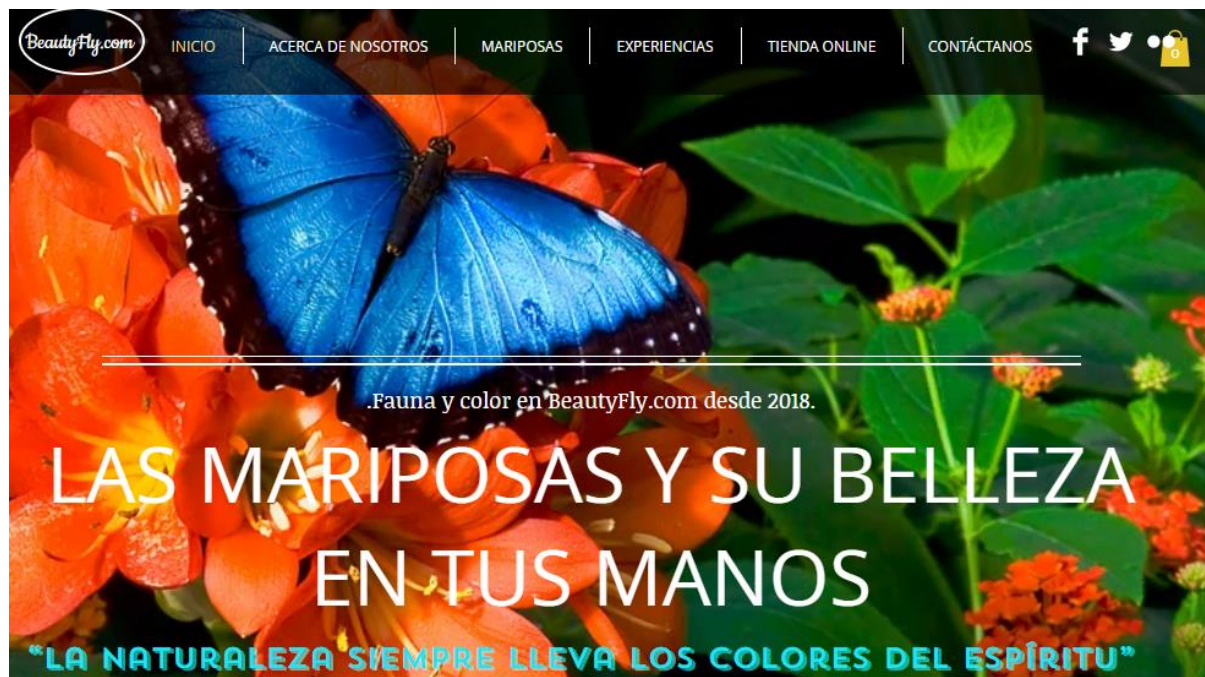 BeautyFly.com
INICIO
ACERCA DE NOSOTROS
MARIPOSAS
EXPERIENCIAS
TIENDA ONLINE
CONTÁCTANOS
0
.Fauna y color en BeautyFly.com desde 2018.
LAS MARIPOSAS Y SU BELLEZA
EN TUS MANOS
“LA NATURALEZA SIEMPRE LLEVA LOS COLORES DEL ESPÍRITU”